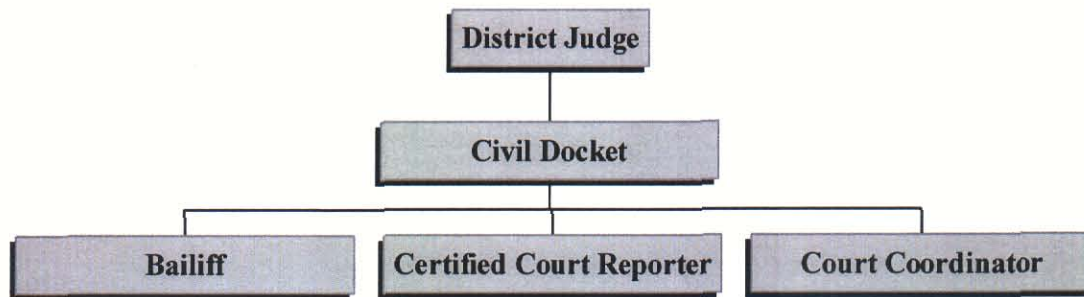 District Judge
Civil Docket
Bailiff
Certified Court Reporter
Court Coordinator